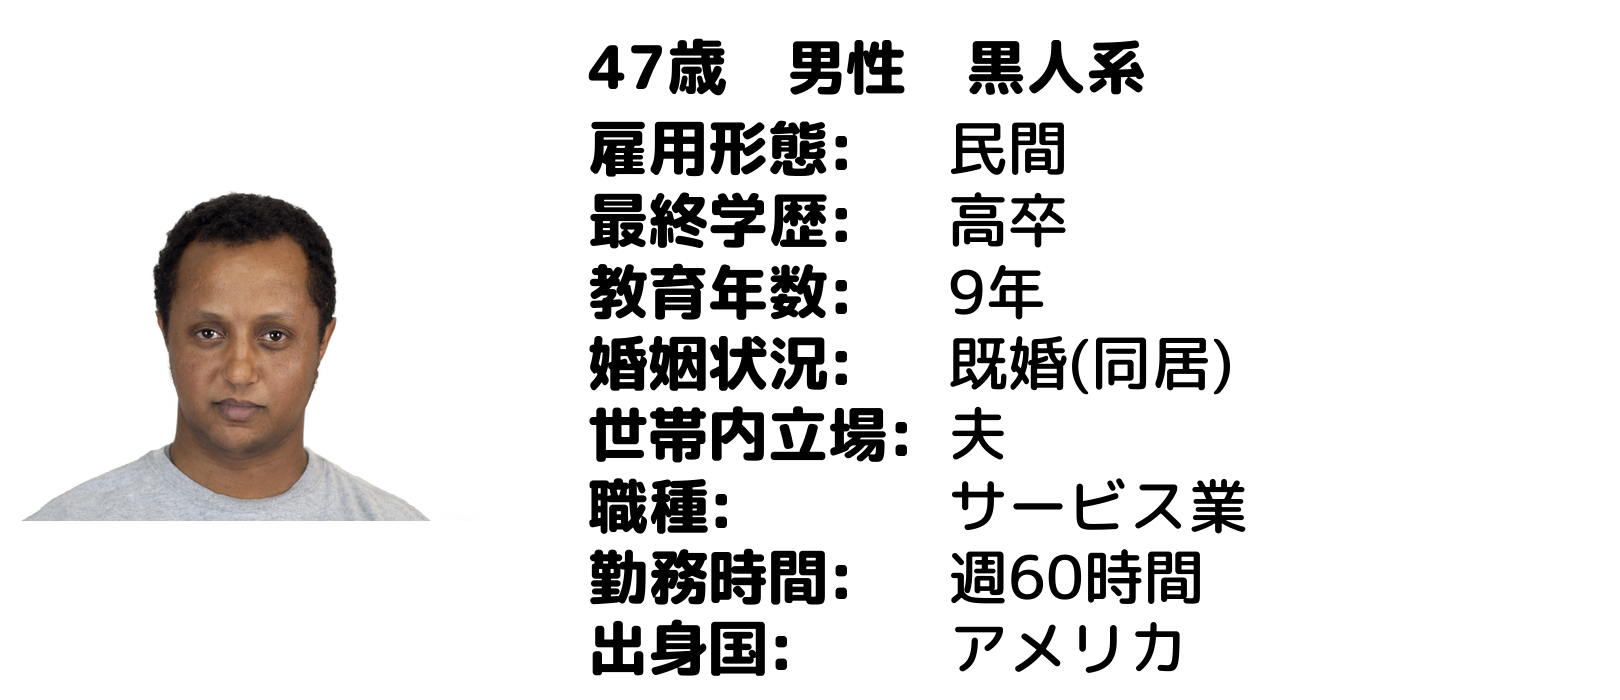 47歳　男性　黒人系
雇用形態:　民間
最終学歴:　高卒
教育年数:　9年
婚姻状況:　既婚(同居)
世帯内立場:　夫
職種:　サービス業
勤務時間:　週60時間
出身国:　アメリカ